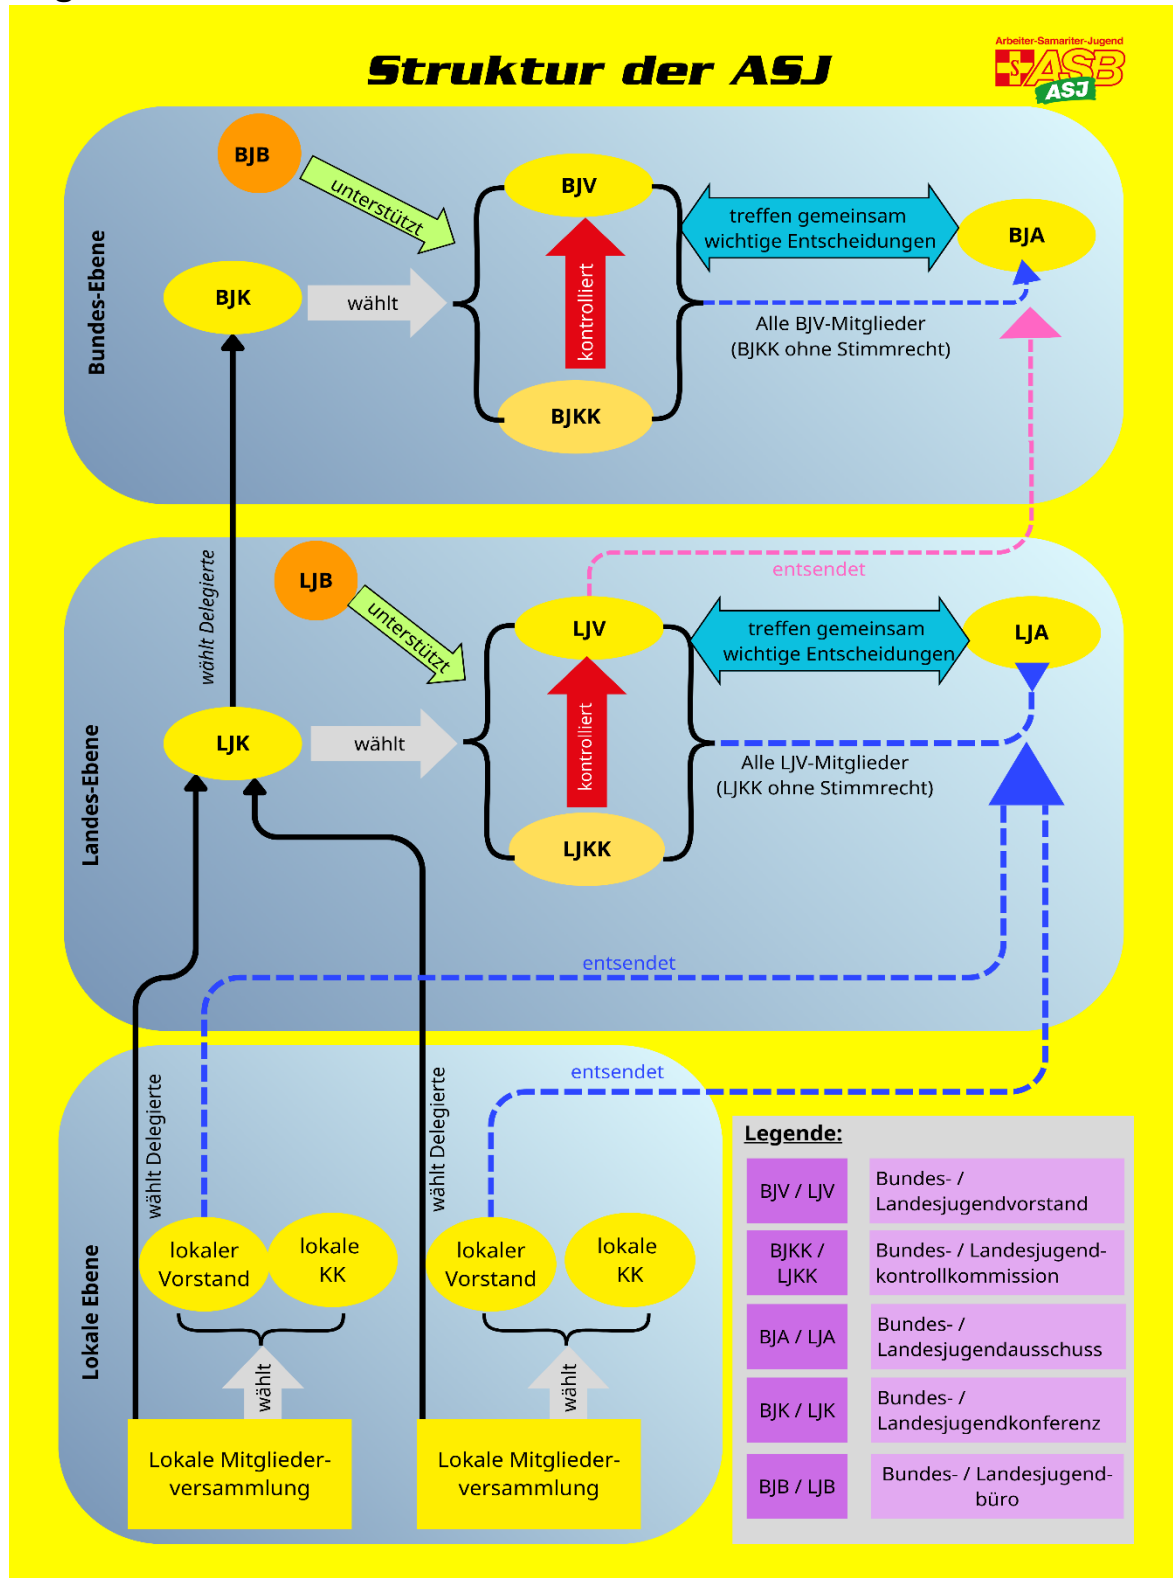 Struktur der ASJ
Arbeiter-Samariter-Jugend
S ASB
ASJ
Bundes-Ebene
BJB
unterstützt
BJV
treffen gemeinsam
wichtige Entscheidungen
BJA
BJK
wählt
kontrolliert
Alle BJV-Mitglieder
(BJKK ohne Stimmrecht)
BJKK
wählt Delegierte
Landes-Ebene
LJB
unterstützt
entsendet
LJV
treffen gemeinsam
wichtige Entscheidungen
LJA
LJK
wählt
kontrolliert
Alle LJV-Mitglieder
(LJKK ohne Stimmrecht)
LJKK
entsendet
Lokale Ebene
wählt Delegierte
wählt Delegierte
entsendet
lokaler
Vorstand
lokale
KK
lokaler
Vorstand
lokale
KK
wählt
wählt
Lokale Mitglieder-
versammlung
Lokale Mitglieder-
versammlung
Legende:
BJV / LJV
Bundes- /
Landesjugendvorstand
BJKK /
LJKK
Bundes- / Landesjugend-
kontrollkommission
BJA / LJA
Bundes- /
Landesjugendausschuss
BJK / LJK
Bundes- /
Landesjugendkonferenz
BJB / LJB
Bundes- / Landesjugend-
büro